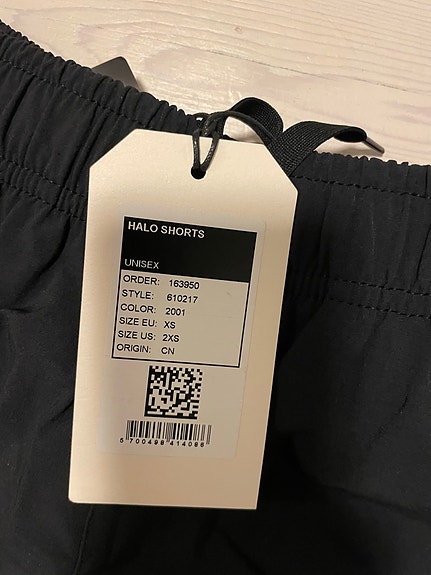 HALO SHORTS
UNISEX
ORDER: 163950
STYLE: 610217
COLOR: 2001
SIZE EU: XS
SIZE US: 2XS
ORIGIN: CN
5 700498 414086